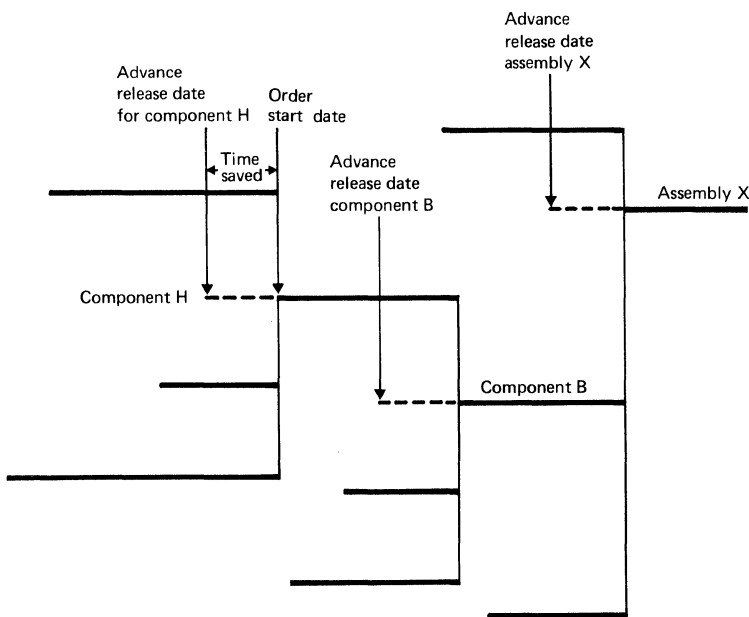 Advance
release date
assembly X
Advance
release date
for component H
Order
start date
Time
saved
Advance
release date
component B
Assembly X
Component H
Component B